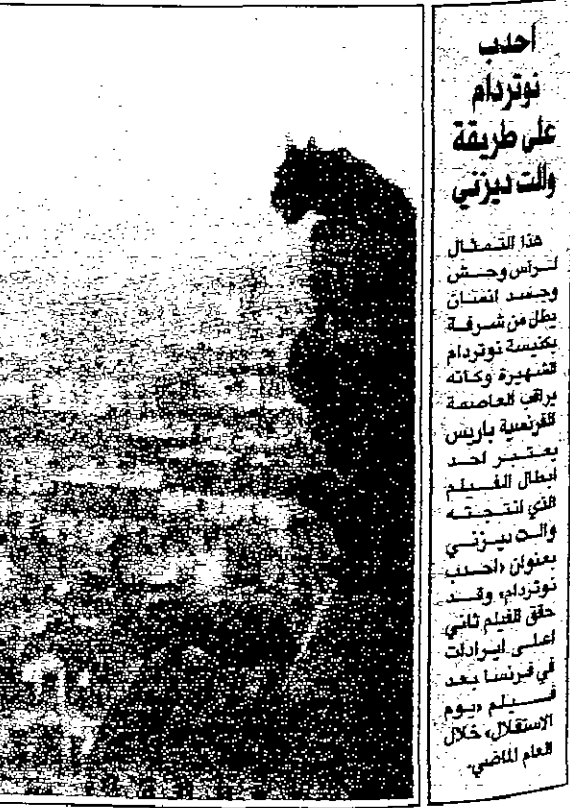 احدب
نوتردام
على طريقة
والت ديزني
هذا التمثال
لراس وحش
وجسد انسان
يطل من شرفة
بكنيسة نوتردام
الشهيرة وكانه
يراقب العاصمة
الفرنسية باريس
يعتبر احد
ابطال الفيلم
الذي انتجته
والت ديزني
بعنوان «احدب
نوتردام» وقد
حقق الفيلم ثاني
اعلى ايرادات
في فرنسا بعد
فيلم «يوم
الاستقلال» خلال
العام الماضي.